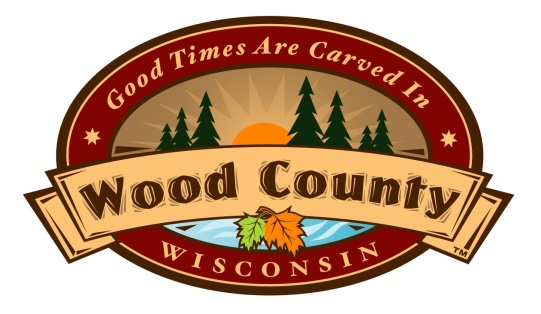 Good Times Are Carved In
Wood County
TM
WISCONSIN